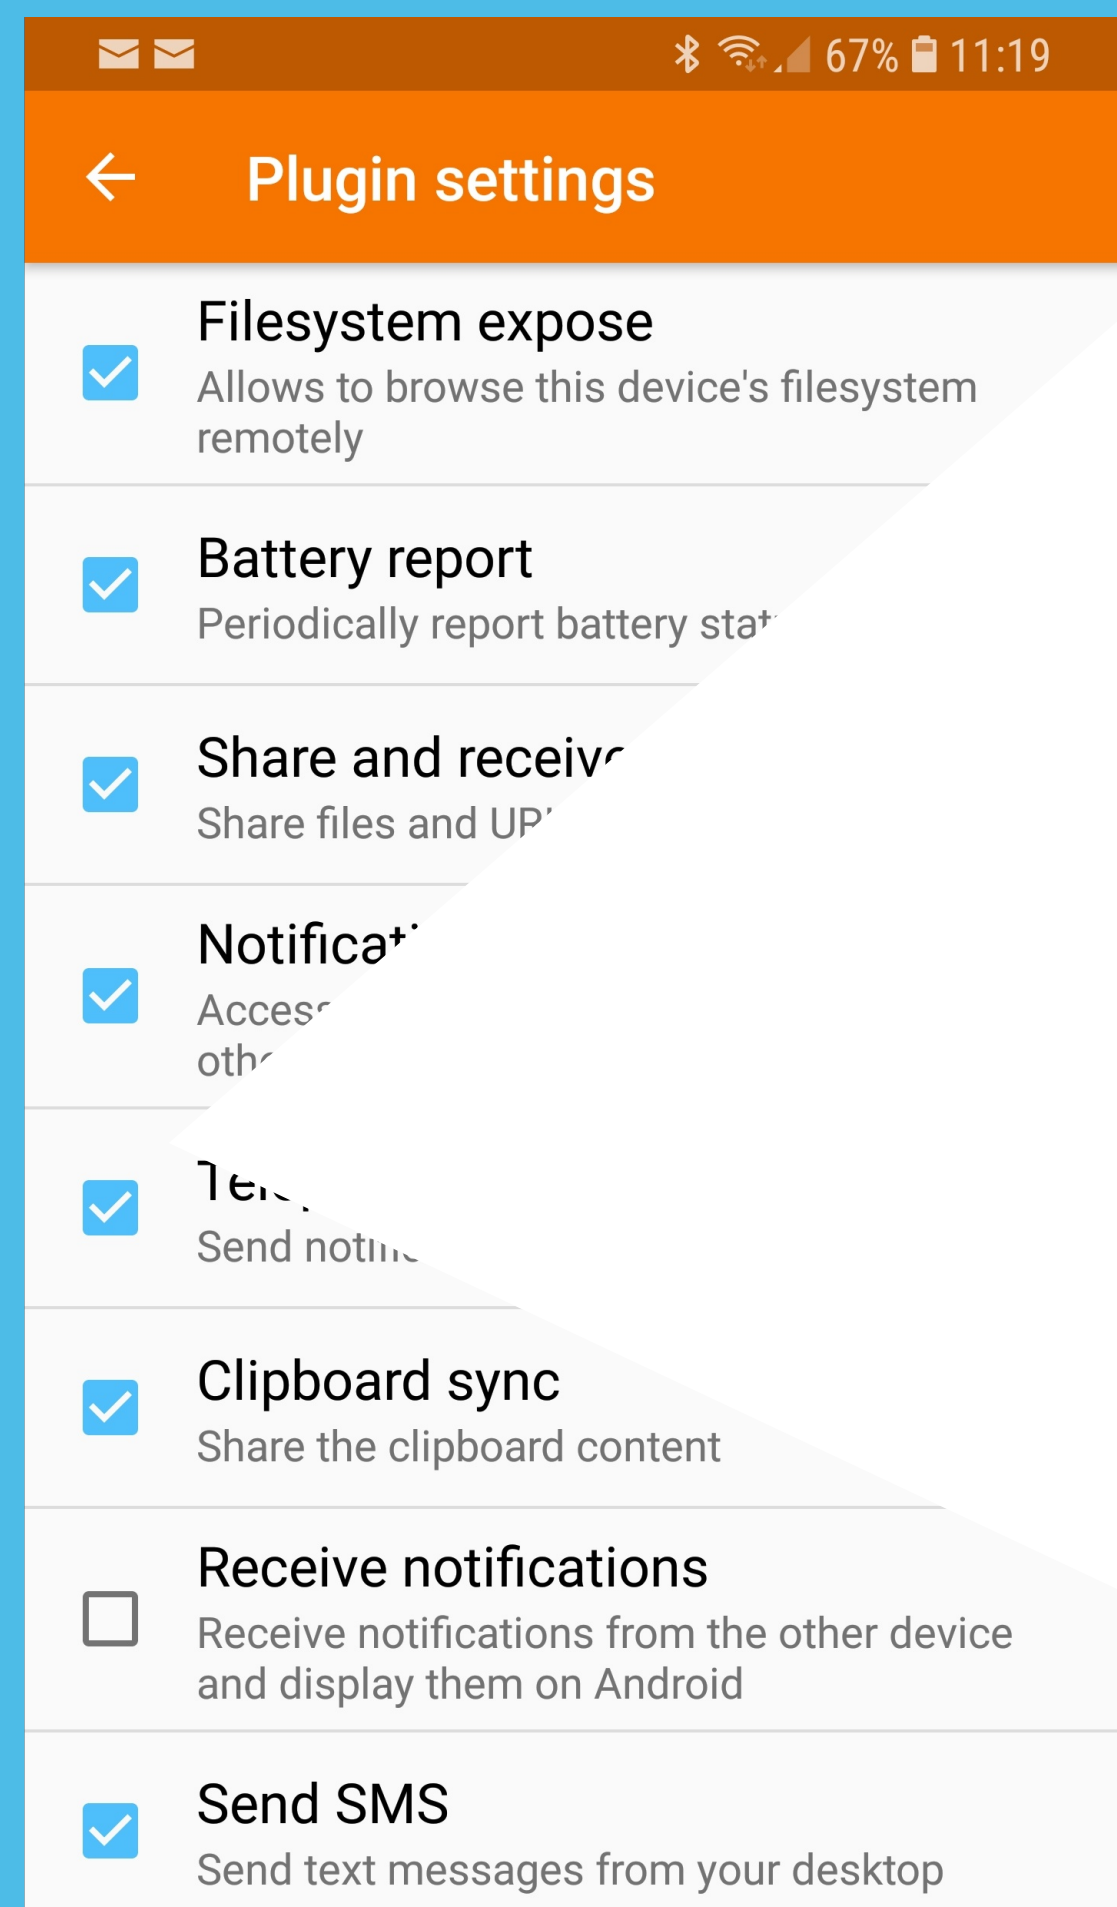 67% 11:19
Plugin settings
Filesystem expose
Allows to browse this device's filesystem
remotely
Battery report
Periodically report battery
Share and
Share files and
Clipboard sync
Share the clipboard content
Receive notifications
Receive notifications from the other device
and display them on Android
Send SMS
Send text messages from your desktop